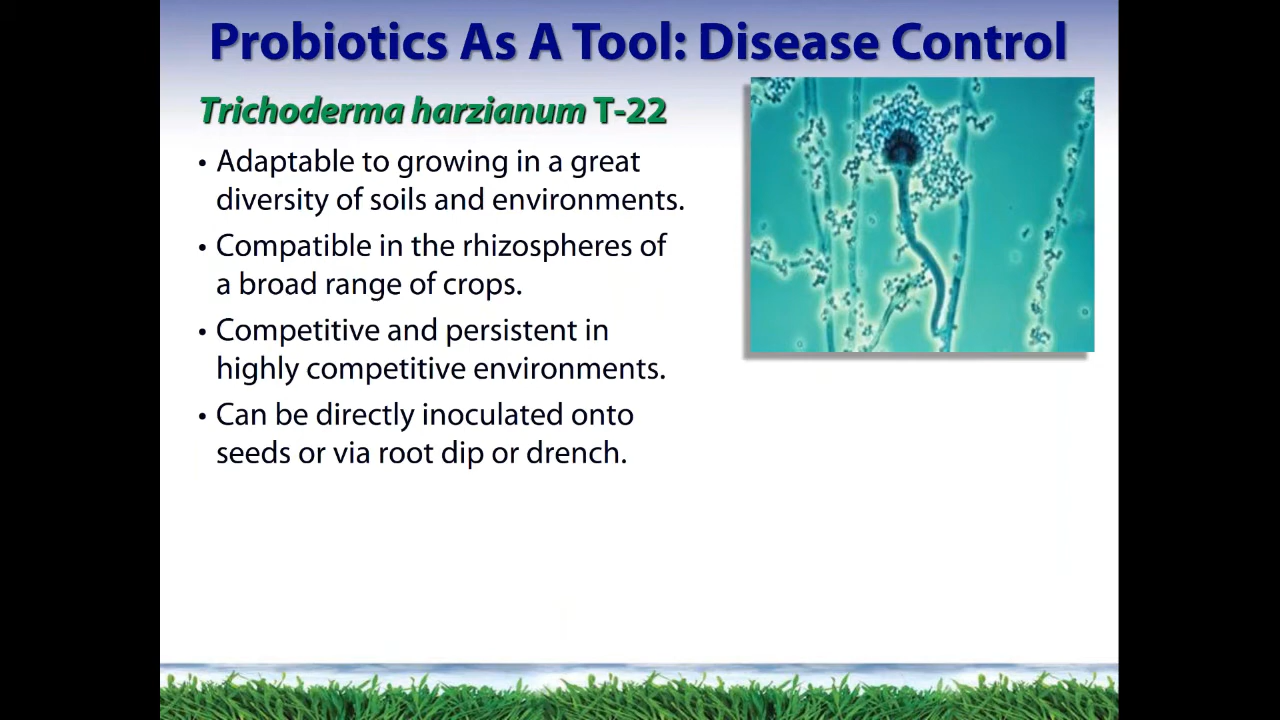 Probiotics As A Tool: Disease Control
Trichoderma harzianum T-22
• Adaptable to growing in a great
diversity of soils and environments.
• Compatible in the rhizospheres of
a broad range of crops.
• Competitive and persistent in
highly competitive environments.
• Can be directly inoculated onto
seeds or via root dip or drench.